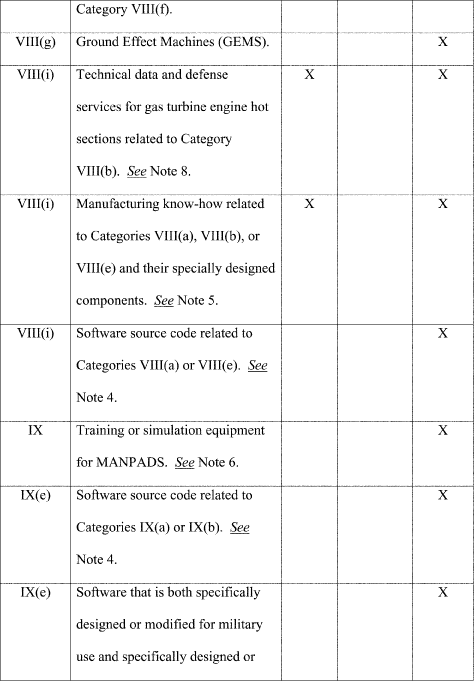 Category VIII(f).
VIII(g) Ground Effect Machines (GEMS). X
VIII(i) Technical data and defense X X
services for gas turbine engine hot
sections related to Category
VIII(b). See Note 8.
VIII(i) Manufacturing know-how related X X
to Categories VIII(a), VIII(b), or
VIII(e) and their specially designed
components. See Note 5.
VIII(i) Software source code related to X
Categories VIII(a) or VIII(e). See
Note 4.
IX Training or simulation equipment X
for MANPADS. See Note 6.
IX(e) Software source code related to X
Categories IX(a) or IX(b). See
Note 4.
IX(e) Software that is both specifically X
designed or modified for military
use and specifically designed or